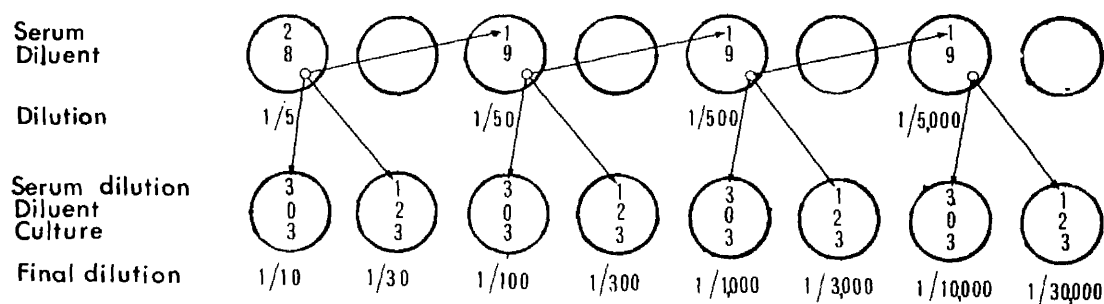 Serum 2 1 1 1
Diluent 8 9 9 9
Dilution 1/5 1/50 1/500 1/5,000
Serum dilution 3 1 3 1 3 1 3 1
Diluent 0 2 0 2 0 2 0 2
Culture 3 3 3 3 3 3 3 3
Final dilution 1/10 1/30 1/100 1/300 1/1,000 1/3,000 1/10,000 1/30,000